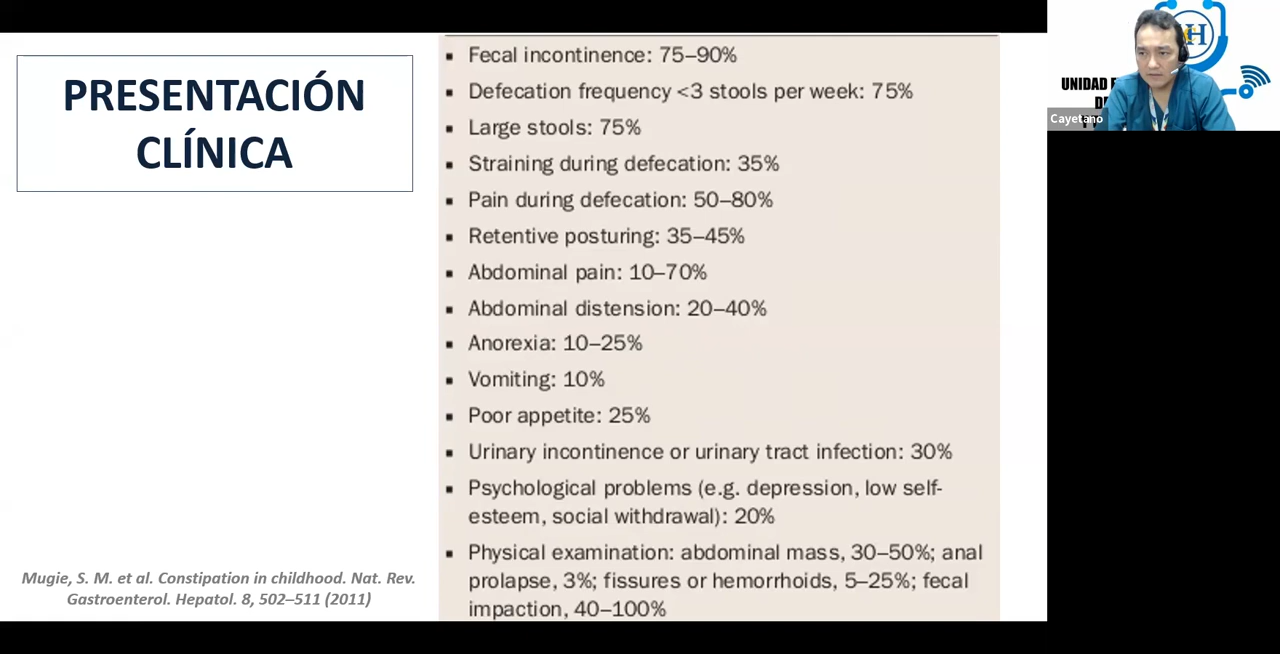 PRESENTACIÓN
CLÍNICA
▪ Fecal incontinence: 75–90%
▪ Defecation frequency <3 stools per week: 75%
▪ Large stools: 75%
▪ Straining during defecation: 35%
▪ Pain during defecation: 50–80%
▪ Retentive posturing: 35–45%
▪ Abdominal pain: 10–70%
▪ Abdominal distension: 20–40%
▪ Anorexia: 10–25%
▪ Vomiting: 10%
▪ Poor appetite: 25%
▪ Urinary incontinence or urinary tract infection: 30%
▪ Psychological problems (e.g. depression, low self-
esteem, social withdrawal): 20%
▪ Physical examination: abdominal mass, 30–50%; anal
prolapse, 3%; fissures or hemorrhoids, 5–25%; fecal
impaction, 40–100%
Mugie, S. M. et al. Constipation in childhood. Nat. Rev.
Gastroenterol. Hepatol. 8, 502–511 (2011)
H
UNIDAD
Cayetano